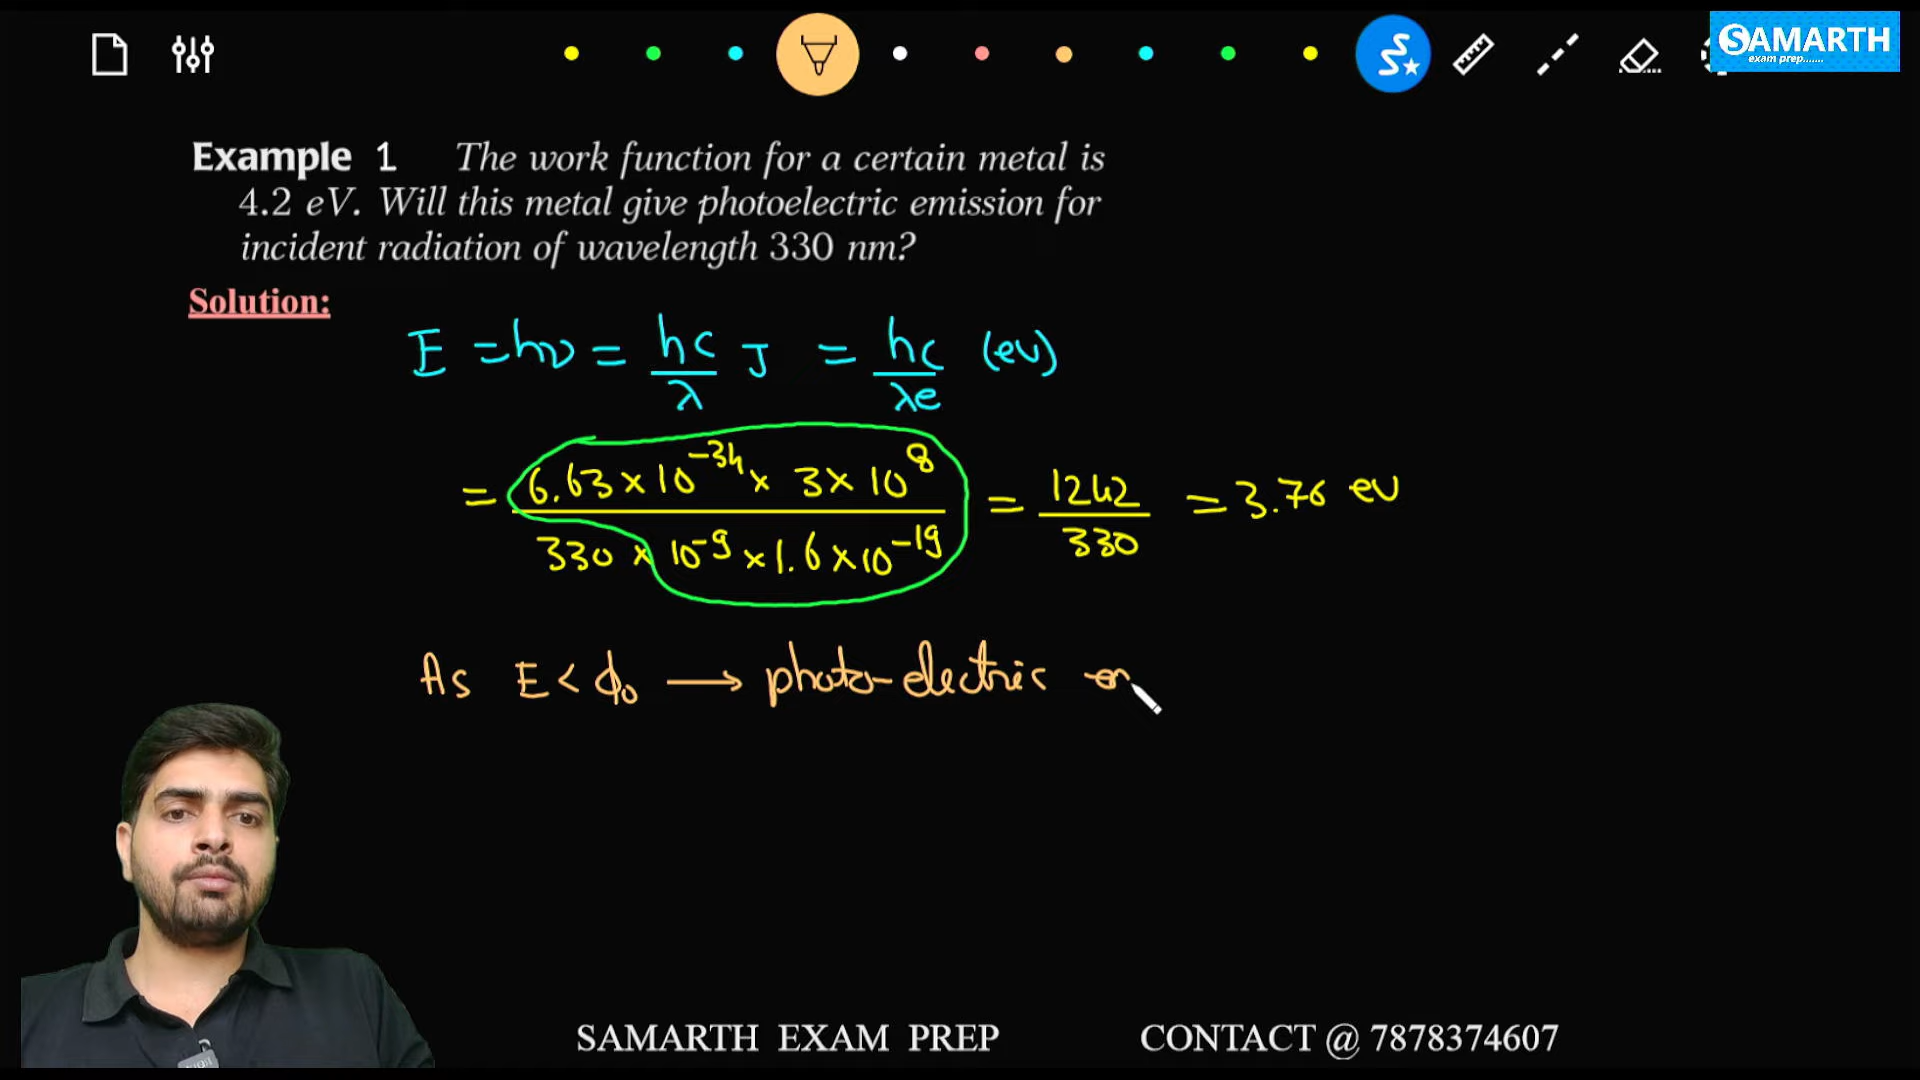 SAMARTH
exam prep......
Example 1 The work function for a certain metal is
4.2 eV. Will this metal give photoelectric emission for
incident radiation of wavelength 330 nm?
Solution:
E = hν = hc/λ J = hc/λe (ev)
= 6.63 × 10⁻³⁴ × 3 × 10⁸ / 330 × 10⁻⁹ × 1.6 × 10⁻¹⁹ = 1242/330 = 3.76 ev
As E < ϕ₀ → photo-electric em
SAMARTH EXAM PREP CONTACT @ 7878374607